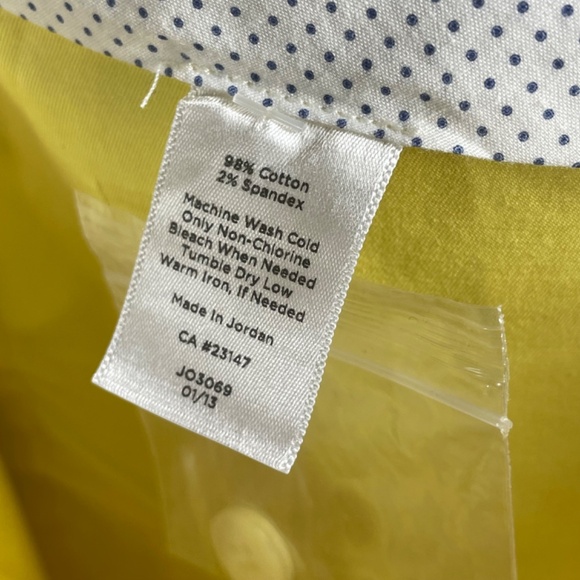 98% Cotton
2% Spandex
Machine Wash Cold
Only Non-Chlorine
Bleach When Needed
Tumble Dry Low
Warm Iron, If Needed
Made In Jordan
CA #23147
JO3069
01/13